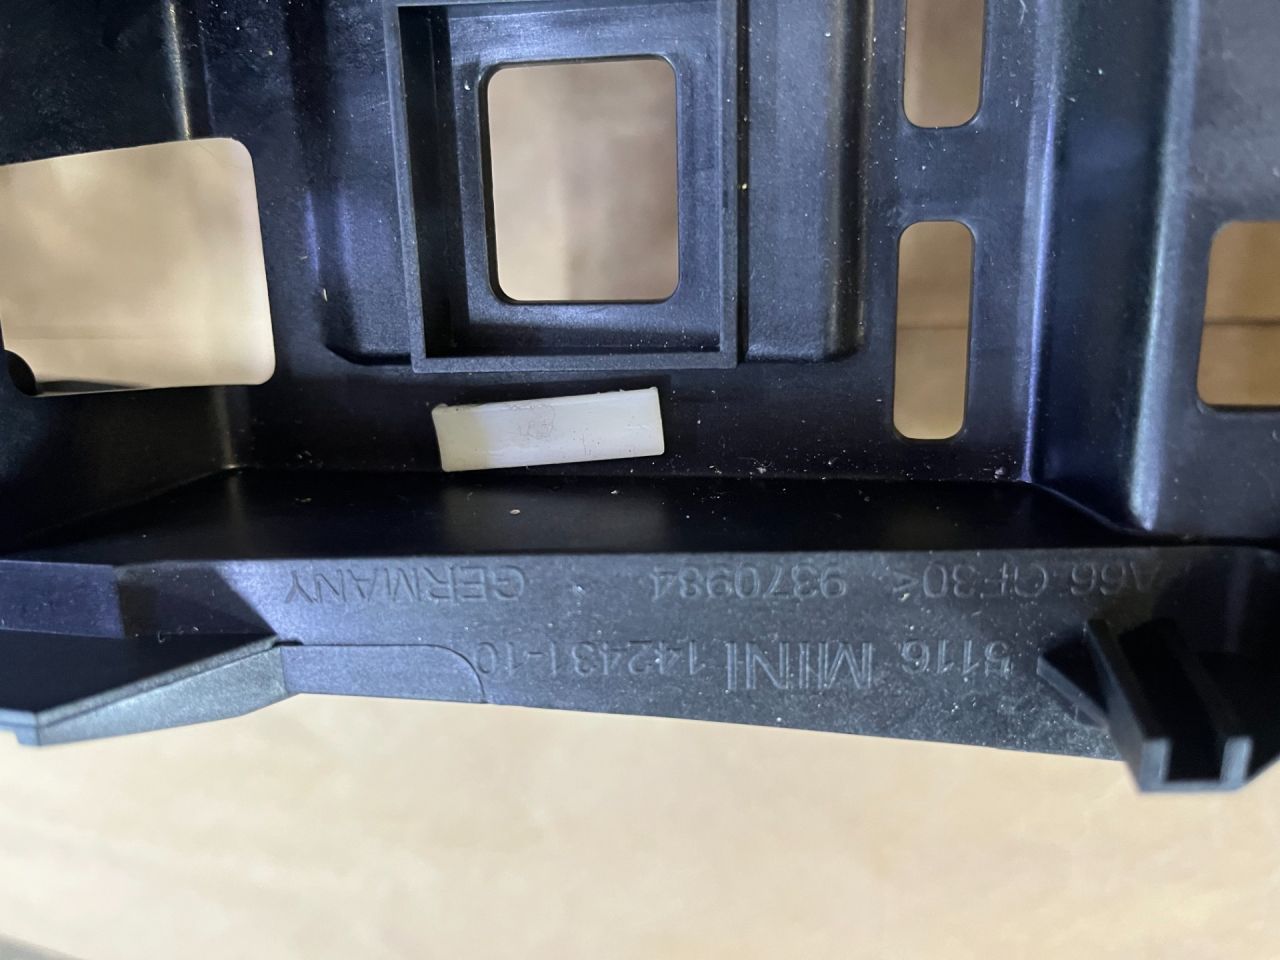 5116. MINI 142431-10
A66 GF30< 9370984 GERMANY